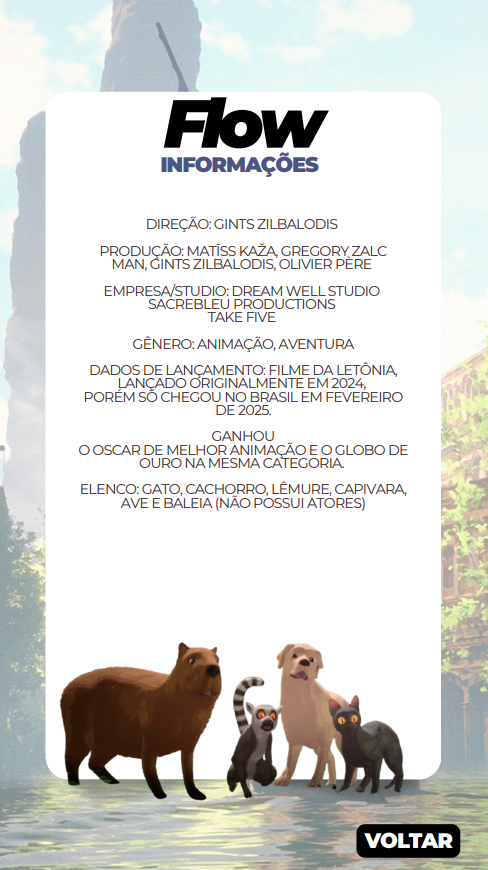 Flow
INFORMAÇÕES
DIREÇÃO: GINTS ZILBALODIS
PRODUÇÃO: MATĪSS KAŽA, GREGORY ZALC
MAN, GINTS ZILBALODIS, OLIVIER PÈRE
EMPRESA/STUDIO: DREAM WELL STUDIO
SACREBLEU PRODUCTIONS
TAKE FIVE
GÊNERO: ANIMAÇÃO, AVENTURA
DADOS DE LANÇAMENTO: FILME DA LETÔNIA,
LANÇADO ORIGINALMENTE EM 2024,
PORÉM SÓ CHEGOU NO BRASIL EM FEVEREIRO
DE 2025.
GANHOU
O OSCAR DE MELHOR ANIMAÇÃO E O GLOBO DE
OURO NA MESMA CATEGORIA.
ELENCO: GATO, CACHORRO, LÊMURE, CAPIVARA,
AVE E BALEIA (NÃO POSSUI ATORES)
VOLTAR